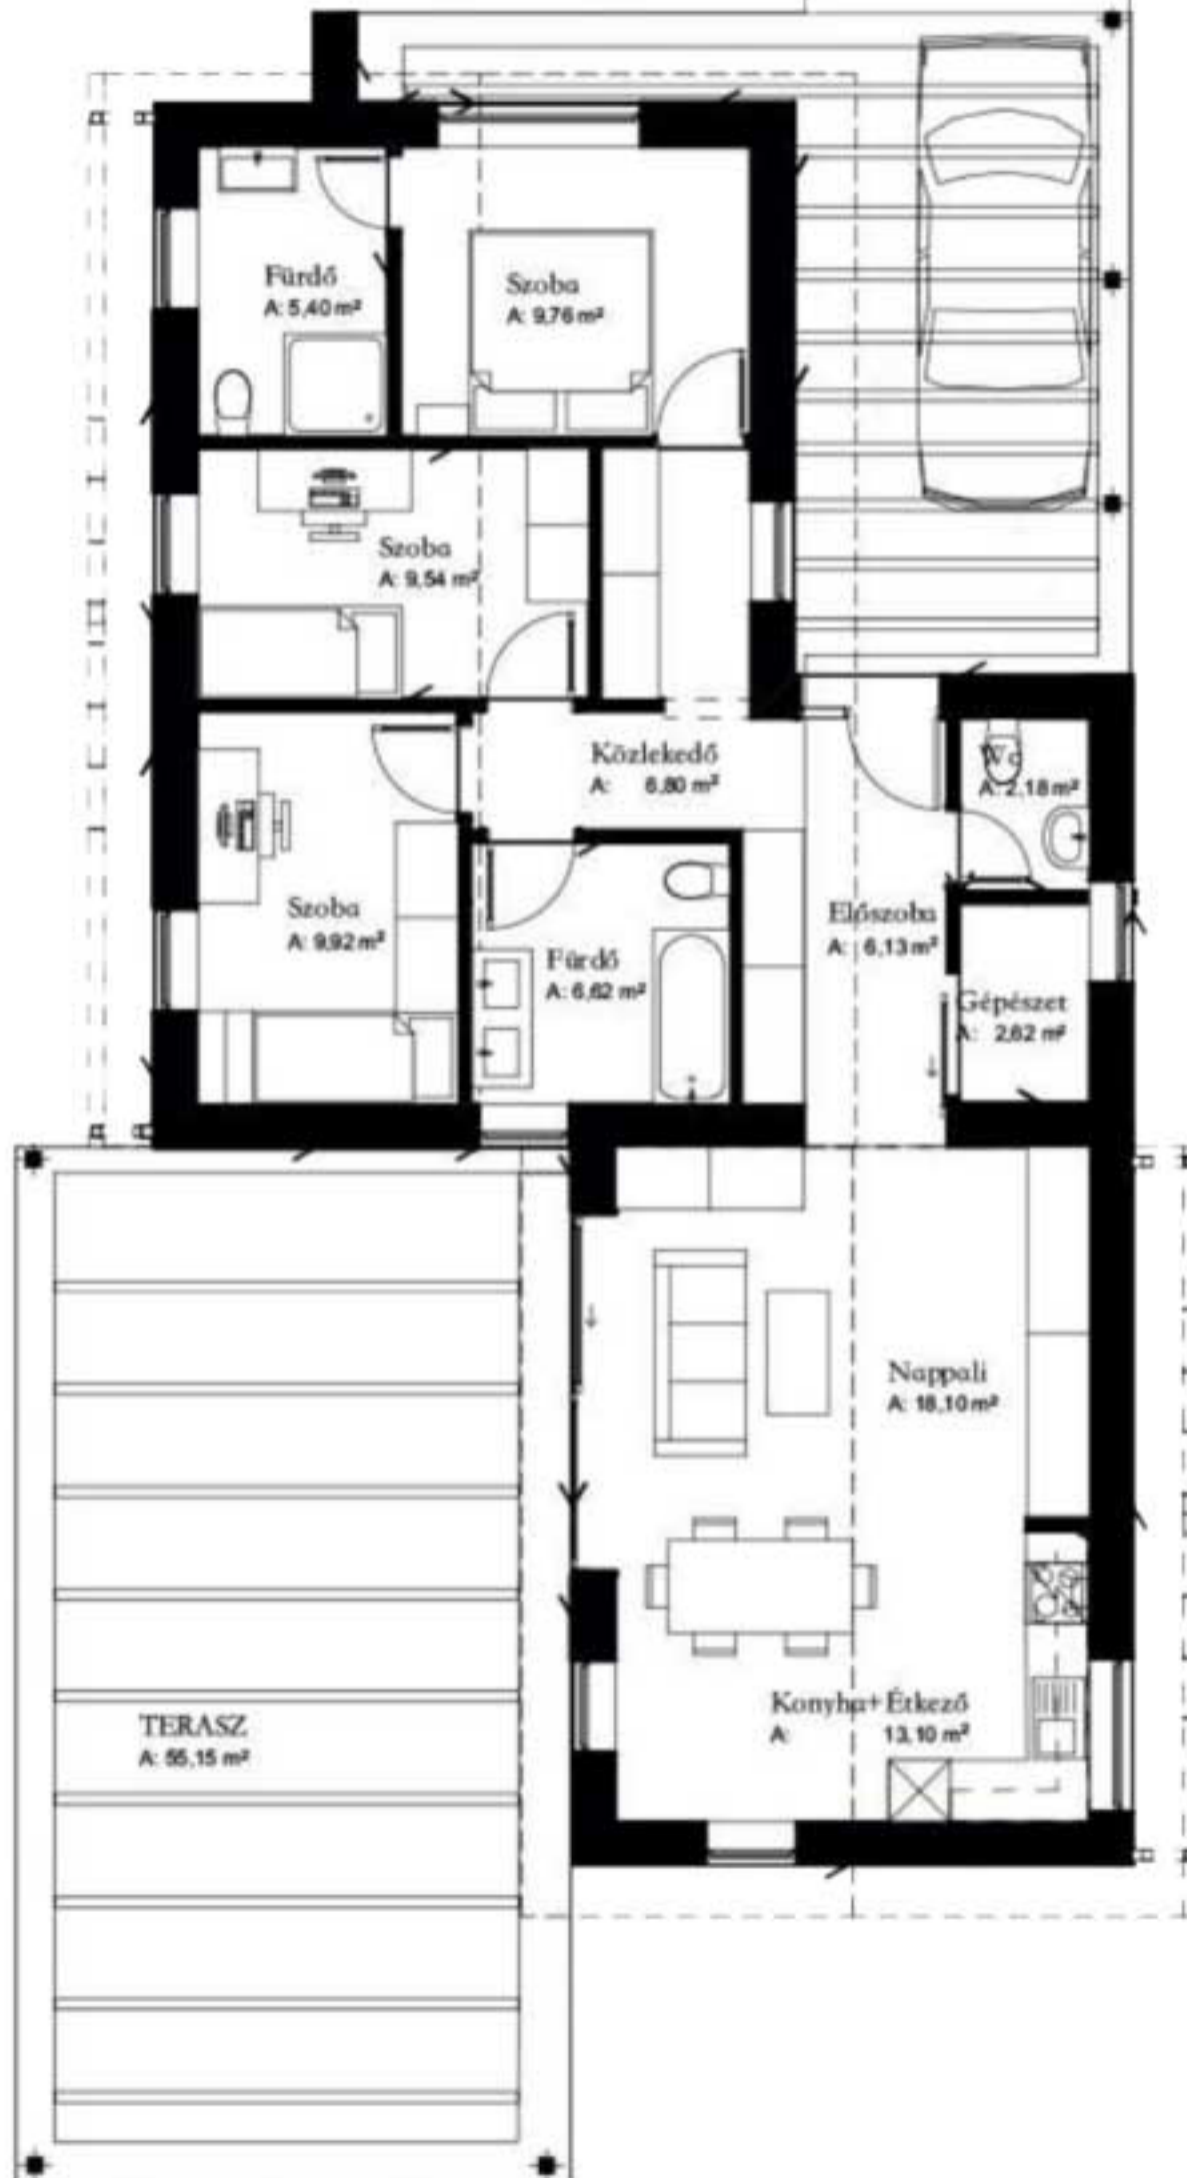 Fürdő
A: 5,40 m²
Szoba
A: 9,76 m²
Szoba
A: 9,54 m²
Közlekedő
A: 6,80 m²
Wc
A: 2,18 m²
Szoba
A: 9,92 m²
Fürdő
A: 6,62 m²
Előszoba
A: 6,13 m²
Gépészet
A: 2,62 m²
Nappali
A: 18,10 m²
Konyha+Étkező
A: 13,10 m²
TERASZ
A: 55,15 m²